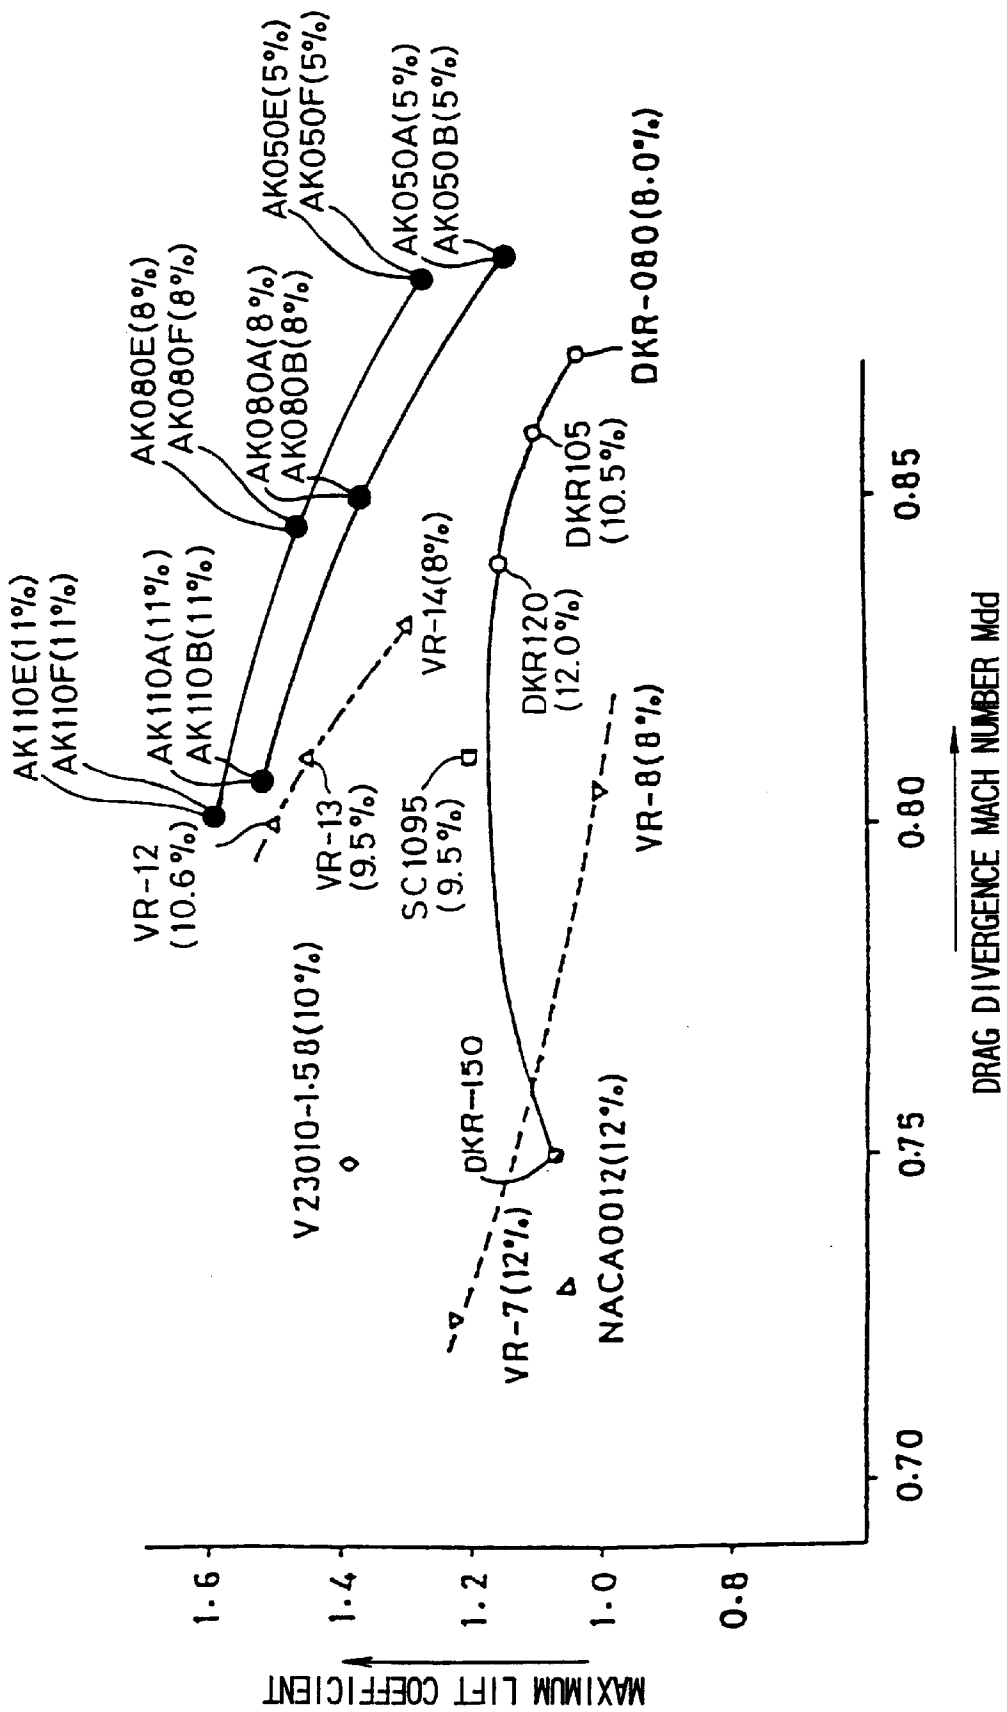 AK110E(11%)
AK110F(11%)
AK110A(11%)
AK110B(11%)
AK080E(8%)
AK080F(8%)
AK080A(8%)
AK080B(8%)
AK050E(5%)
AK050F(5%)
AK050A(5%)
AK050B(5%)
VR-12
(10.6%)
VR-13
(9.5%)
VR-14(8%)
V23010-1.58(10%)
SC1095
(9.5%)
DKR-150
DKR120
(12.0%)
DKR105
(10.5%)
DKR-080(8.0%)
VR-7(12%)
VR-8(8%)
NACA0012(12%)
1.6
1.4
1.2
1.0
0.8
MAXIMUM LIFT COEFFICIENT
0.70
0.75
0.80
0.85
DRAG DIVERGENCE MACH NUMBER Mdd